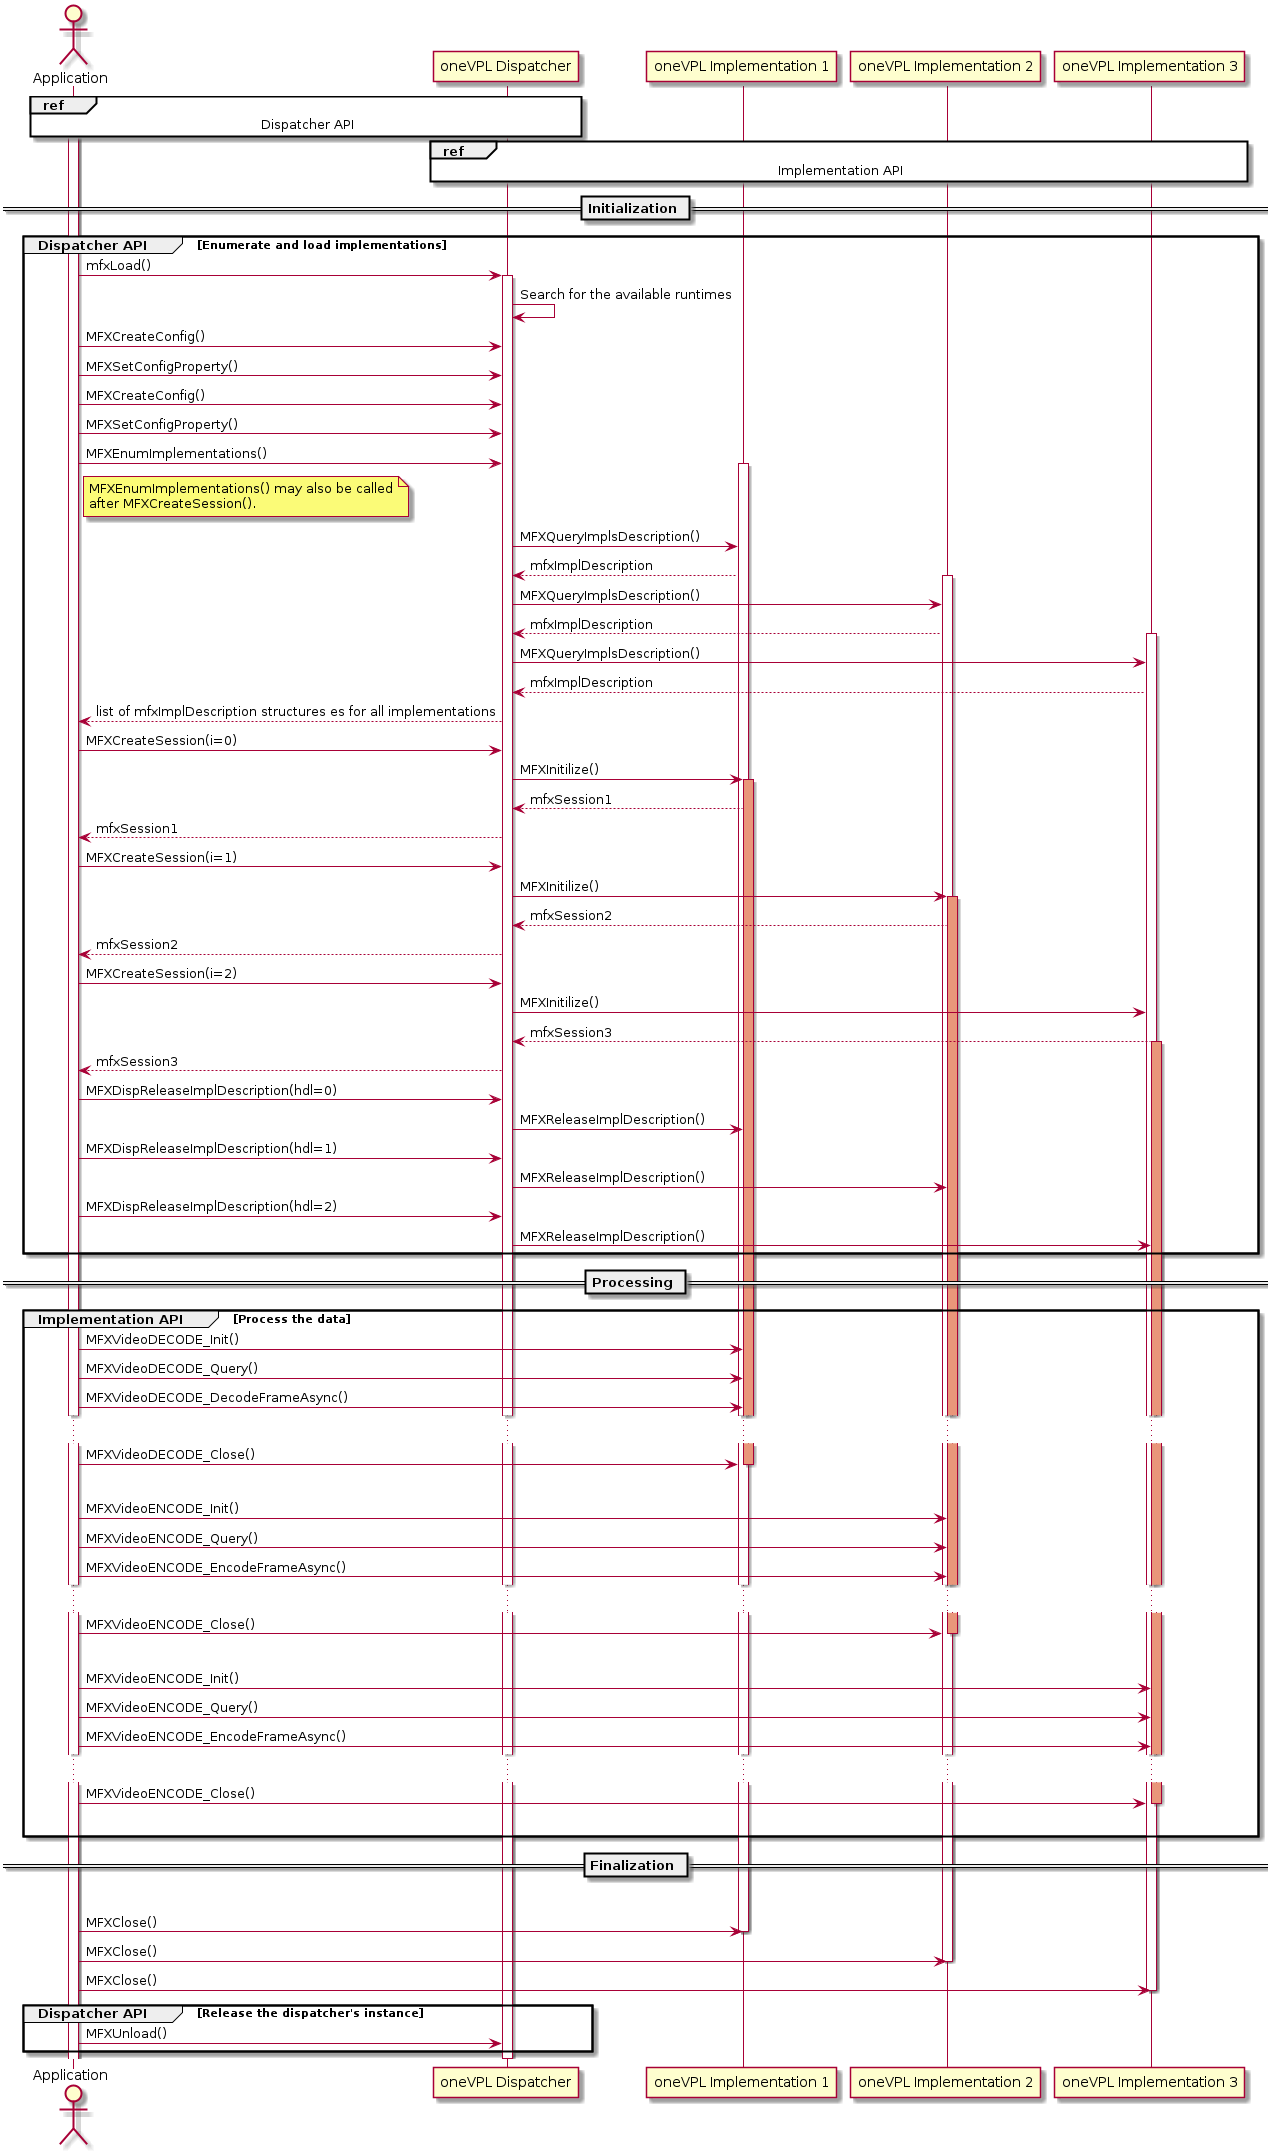 Application
oneVPL Dispatcher
oneVPL Implementation 1
oneVPL Implementation 2
oneVPL Implementation 3
ref
Dispatcher API
ref
Implementation API
Initialization
Dispatcher API
[Enumerate and load implementations]
mfxLoad()
Search for the available runtimes
MFXCreateConfig()
MFXSetConfigProperty()
MFXCreateConfig()
MFXSetConfigProperty()
MFXEnumImplementations()
MFXEnumImplementations() may also be called
after MFXCreateSession().
MFXQueryImplsDescription()
mfxImplDescription
MFXQueryImplsDescription()
mfxImplDescription
MFXQueryImplsDescription()
mfxImplDescription
list of mfxImplDescription structures es for all implementations
MFXCreateSession(i=0)
MFXInitilize()
mfxSession1
mfxSession1
MFXCreateSession(i=1)
MFXInitilize()
mfxSession2
mfxSession2
MFXCreateSession(i=2)
MFXInitilize()
mfxSession3
mfxSession3
MFXDispReleaseImplDescription(hdl=0)
MFXReleaseImplDescription()
MFXDispReleaseImplDescription(hdl=1)
MFXReleaseImplDescription()
MFXDispReleaseImplDescription(hdl=2)
MFXReleaseImplDescription()
Processing
Implementation API
[Process the data]
MFXVideoDECODE_Init()
MFXVideoDECODE_Query()
MFXVideoDECODE_DecodeFrameAsync()
MFXVideoDECODE_Close()
MFXVideoENCODE_Init()
MFXVideoENCODE_Query()
MFXVideoENCODE_EncodeFrameAsync()
MFXVideoENCODE_Close()
MFXVideoENCODE_Init()
MFXVideoENCODE_Query()
MFXVideoENCODE_EncodeFrameAsync()
MFXVideoENCODE_Close()
Finalization
MFXClose()
MFXClose()
MFXClose()
Dispatcher API
[Release the dispatcher's instance]
MFXUnload()
Application
oneVPL Dispatcher
oneVPL Implementation 1
oneVPL Implementation 2
oneVPL Implementation 3